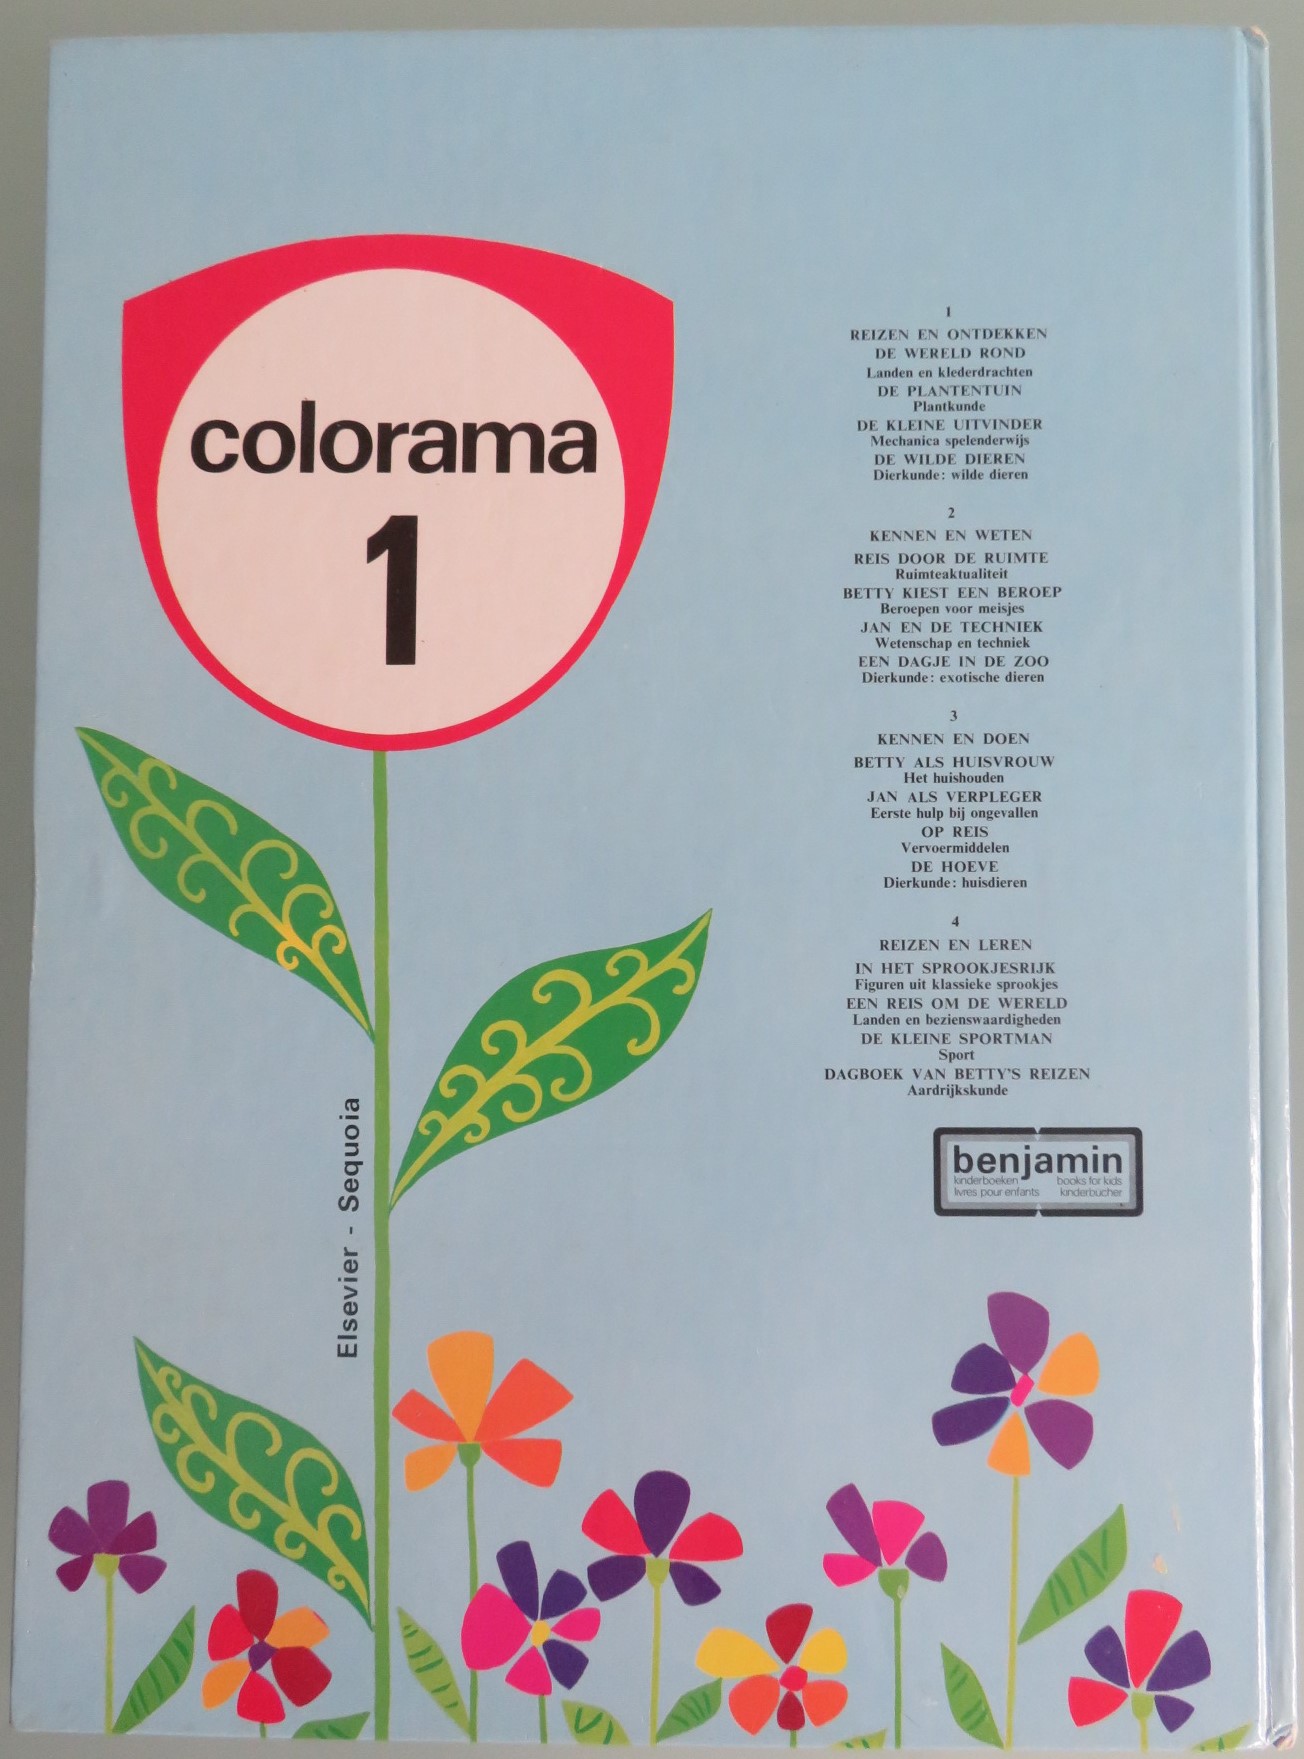 colorama
1
Elsevier - Sequoia
1
REIZEN EN ONTDEKKEN
DE WERELD ROND
Landen en klederdrachten
DE PLANTENTUIN
Plantkunde
DE KLEINE UITVINDER
Mechanica spelenderwijs
DE WILDE DIEREN
Dierkunde: wilde dieren
2
KENNEN EN WETEN
REIS DOOR DE RUIMTE
Ruimteaktualiteit
BETTY KIEST EEN BEROEP
Beroepen voor meisjes
JAN EN DE TECHNIEK
Wetenschap en techniek
EEN DAGJE IN DE ZOO
Dierkunde: exotische dieren
3
KENNEN EN DOEN
BETTY ALS HUISVROUW
Het huishouden
JAN ALS VERPLEGER
Eerste hulp bij ongevallen
OP REIS
Vervoermiddelen
DE HOEVE
Dierkunde: huisdieren
4
REIZEN EN LEREN
IN HET SPROOKJESRIJK
Figuren uit klassieke sprookjes
EEN REIS OM DE WERELD
Landen en bezienswaardigheden
DE KLEINE SPORTMAN
Sport
DAGBOEK VAN BETTY'S REIZEN
Aardrijkskunde
benjamin
kinderboeken books for kids
livres pour enfants kinderbücher